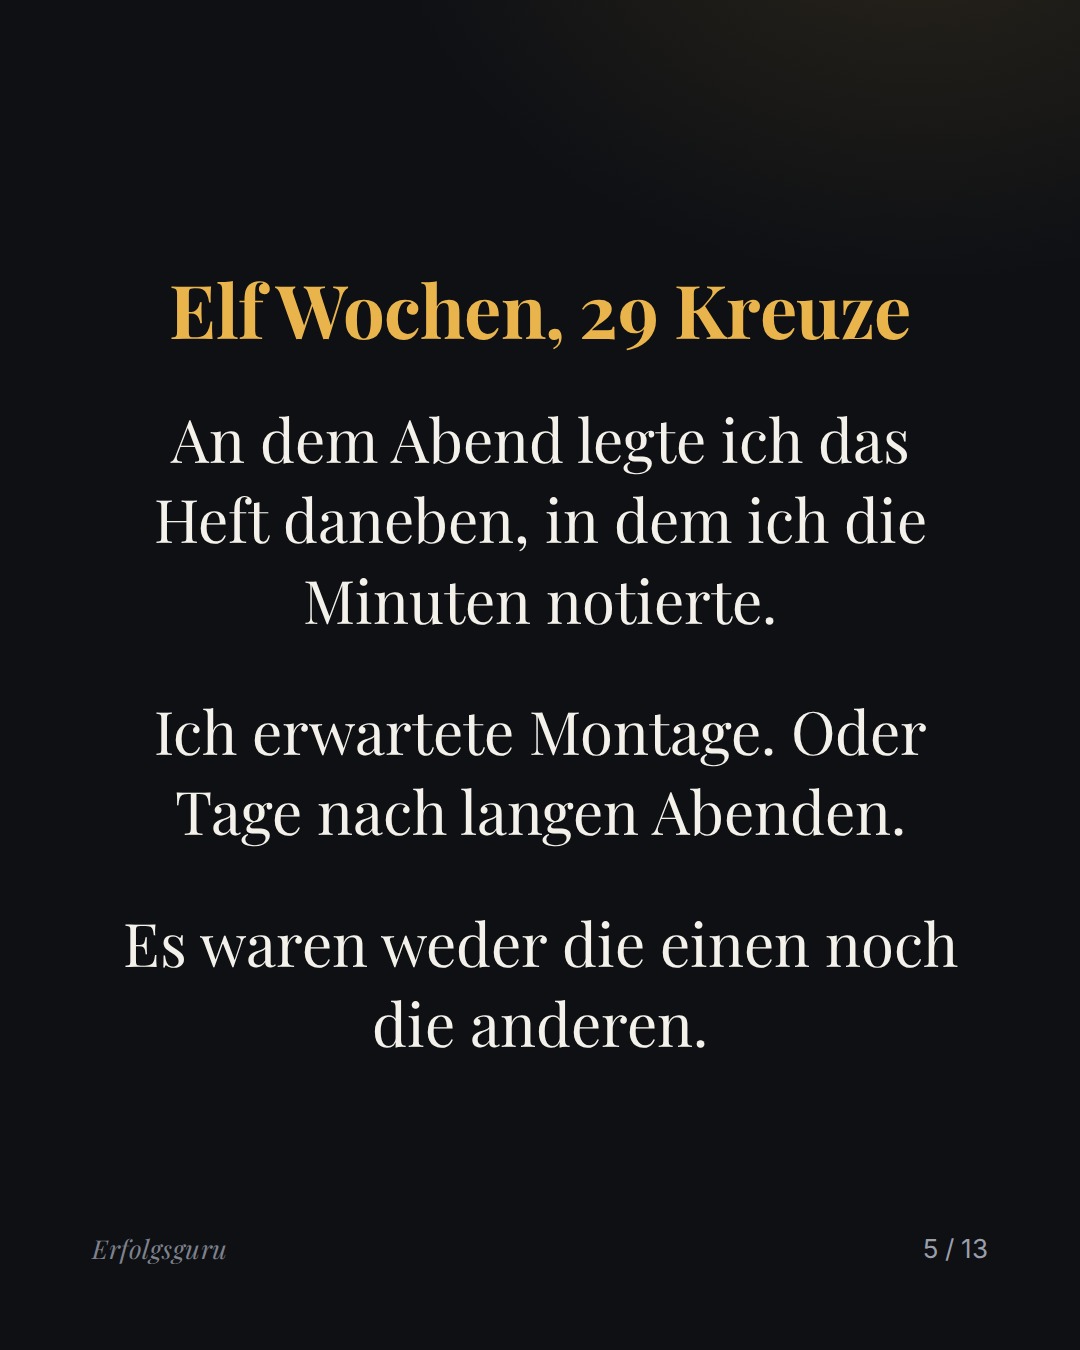 Elf Wochen, 29 Kreuze
An dem Abend legte ich das
Heft daneben, in dem ich die
Minuten notierte.
Ich erwartete Montage. Oder
Tage nach langen Abenden.
Es waren weder die einen noch
die anderen.
Erfolgsguru
5 / 13